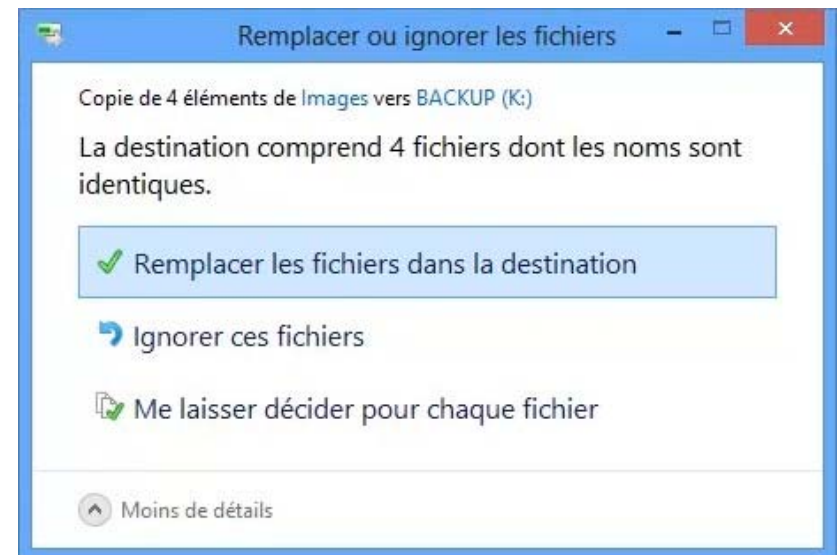 Remplacer ou ignorer les fichiers
Copie de 4 éléments de Images vers BACKUP (K:)
La destination comprend 4 fichiers dont les noms sont
identiques.
Remplacer les fichiers dans la destination
Ignorer ces fichiers
Me laisser décider pour chaque fichier
Moins de détails